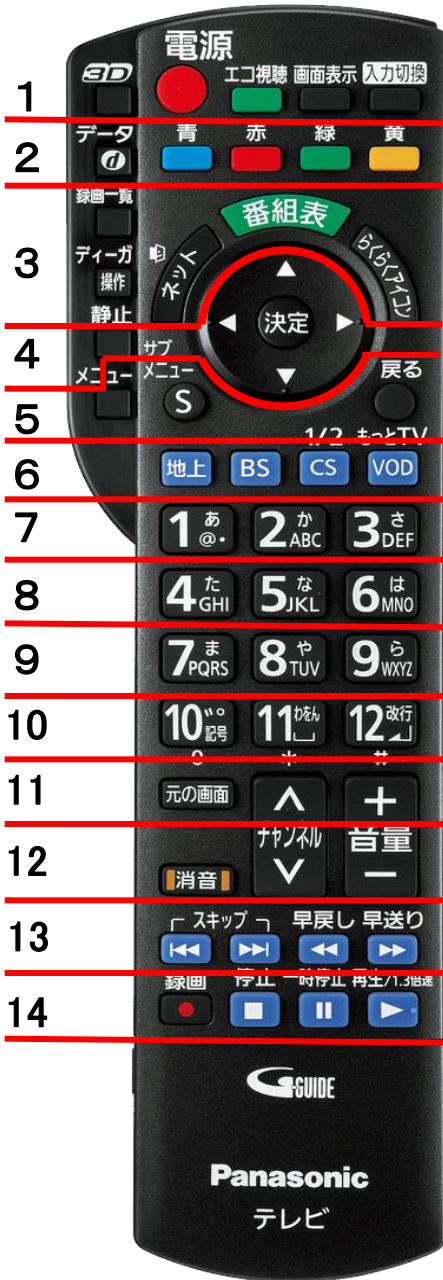 電源
3D エコ視聴 画面表示 入力切換
1
データ 青 赤 緑 黄
d
2
録画一覧 番組表
ディーガ ネット らくらくアイコン
3 操作
決定
静止
4 サブ
メニュー メニュー 戻る
S
5
1/2 もっとTV
6 地上 BS CS VOD
7 1 あ @. 2 か ABC 3 さ DEF
8 4 た GHI 5 な JKL 6 は MNO
9 7 ま PQRS 8 や TUV 9 ら WXYZ
10 10 ゛゜ 記号 11 わをん 12 改行
0 * #
11 元の画面 ＋
チャンネル 音量
12 消音 －
スキップ 早戻し 早送り
13
録画 停止 一時停止 再生/1.3倍速
14
G-GUIDE
Panasonic
テレビ